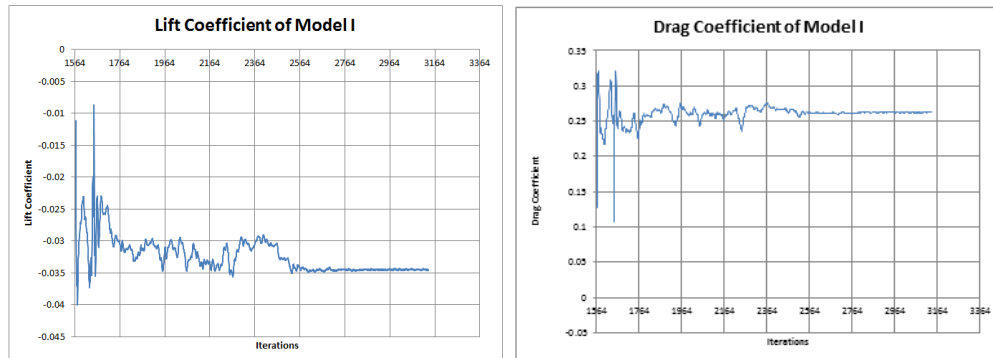 Lift Coefficient of Model I
0
1564 1764 1964 2164 2364 2564 2764 2964 3164 3364
-0.005
-0.01
-0.015
-0.02
-0.025
-0.03
-0.035
-0.04
-0.045
Lift Coefficient
Iterations
Drag Coefficient of Model I
0.35
0.3
0.25
0.2
0.15
0.1
0.05
0
1564 1764 1964 2164 2364 2564 2764 2964 3164 3364
-0.05
Drag Coefficient
Iterations